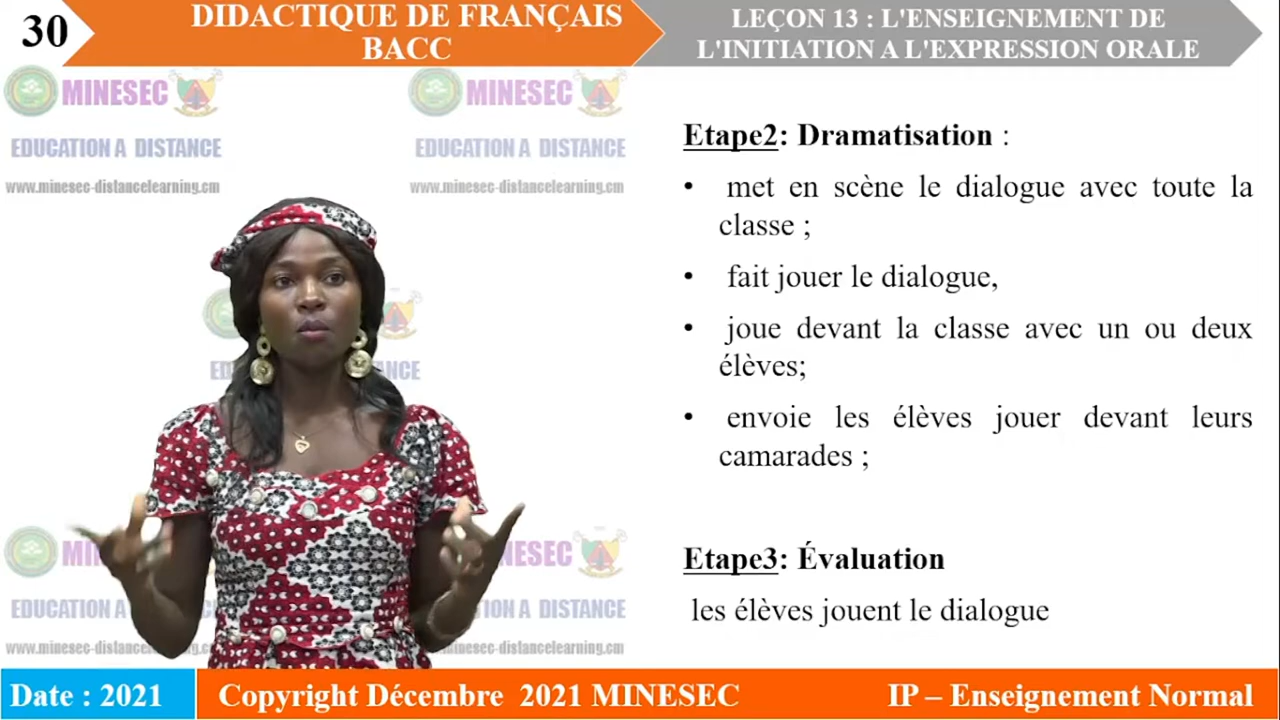 30
DIDACTIQUE DE FRANÇAIS
BACC
LEÇON 13 : L'ENSEIGNEMENT DE
L'INITIATION A L'EXPRESSION ORALE
MINESEC
EDUCATION A DISTANCE
www.minesec-distancelearning.cm
MINESEC
EDUCATION A DISTANCE
www.minesec-distancelearning.cm
Etape2: Dramatisation :
• met en scène le dialogue avec toute la
classe ;
• fait jouer le dialogue,
• joue devant la classe avec un ou deux
élèves;
• envoie les élèves jouer devant leurs
camarades ;
Etape3: Évaluation
les élèves jouent le dialogue
Date : 2021
Copyright Décembre 2021 MINESEC
IP – Enseignement Normal